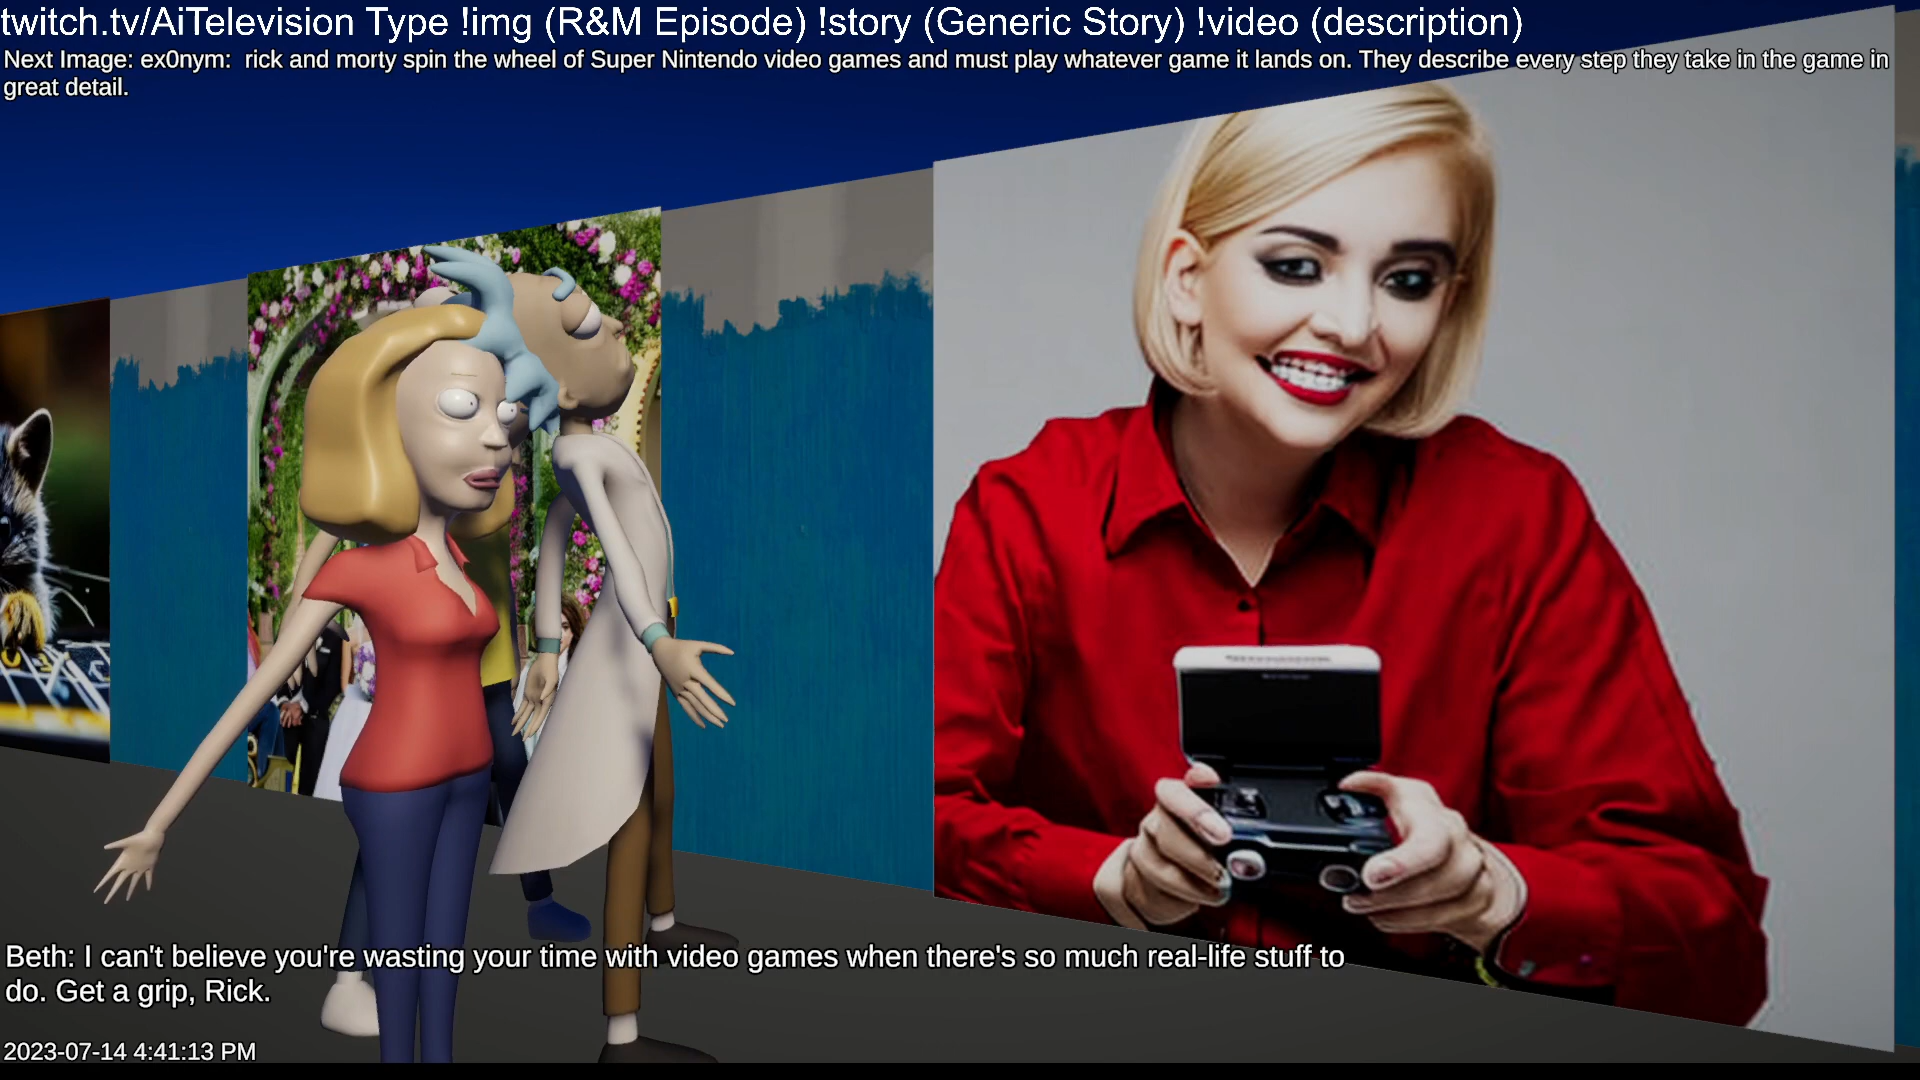 twitch.tv/AiTelevision Type !img (R&M Episode) !story (Generic Story) !video (description)
Next Image: ex0nym:  rick and morty spin the wheel of Super Nintendo video games and must play whatever game it lands on. They describe every step they take in the game in
great detail.
Beth: I can't believe you're wasting your time with video games when there's so much real-life stuff to
do. Get a grip, Rick.
2023-07-14 4:41:13 PM